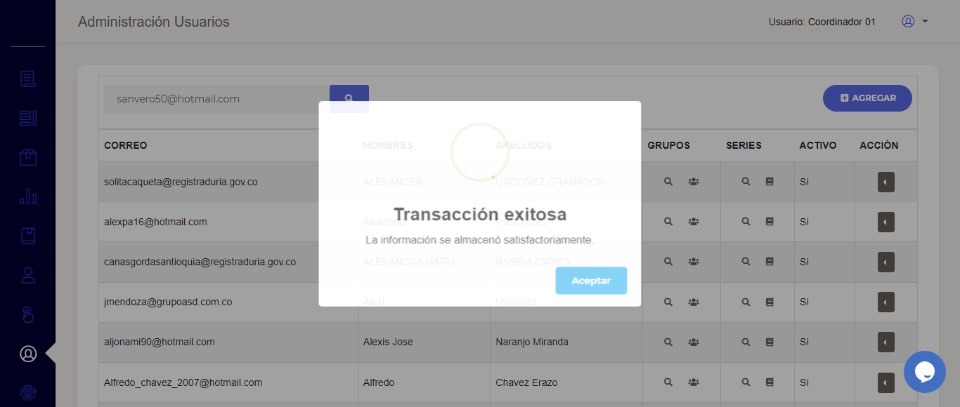 Administración Usuarios
Usuario: Coordinador 01
sanvero50@hotmail.com
AGREGAR
CORREO NOMBRES APELLIDOS GRUPOS SERIES ACTIVO ACCIÓN
solitacaqueta@registraduria.gov.co ALEXANDER ORDOÑEZ GRANADOS Si
alexpa16@hotmail.com Si
canasgordasantioquia@registraduria.gov.co ALEXANDRA MARIA RIVERA ZAPATA Si
jmendoza@grupoasd.com.co Alexi Mendoza Si
aljonami90@hotmail.com Alexis Jose Naranjo Miranda Si
Alfredo_chavez_2007@hotmail.com Alfredo Chavez Erazo Si
Transacción exitosa
La información se almacenó satisfactoriamente.
Aceptar